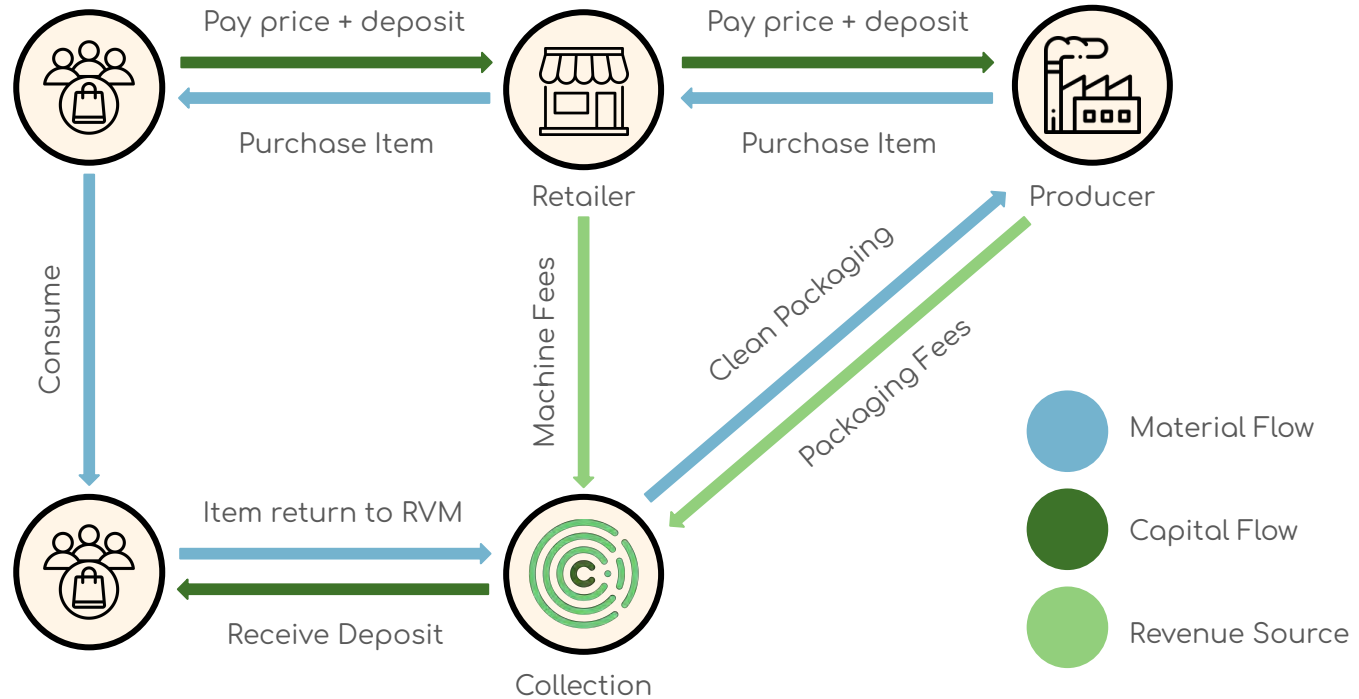 Pay price + deposit
Pay price + deposit
Purchase Item
Purchase Item
Retailer
Producer
Consume
Machine Fees
Clean Packaging
Packaging Fees
Material Flow
Item return to RVM
Capital Flow
C
Receive Deposit
Revenue Source
Collection